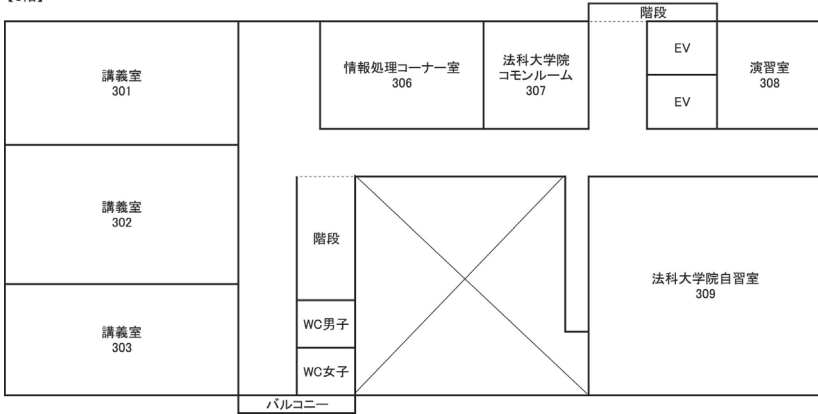 階段
講義室
301
情報処理コーナー室
306
法科大学院
コモンルーム
307
EV
EV
演習室
308
講義室
302
階段
法科大学院自習室
309
講義室
303
WC男子
WC女子
バルコニー